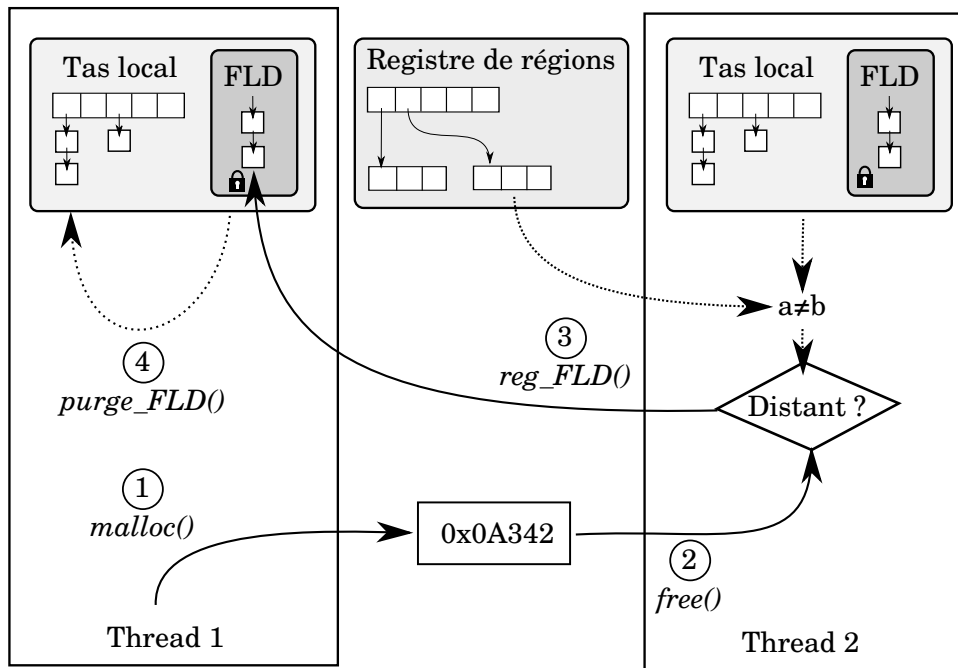 Tas local
FLD
Registre de régions
Tas local
FLD
a≠b
4
purge_FLD()
3
reg_FLD()
Distant ?
1
malloc()
0x0A342
2
free()
Thread 1
Thread 2